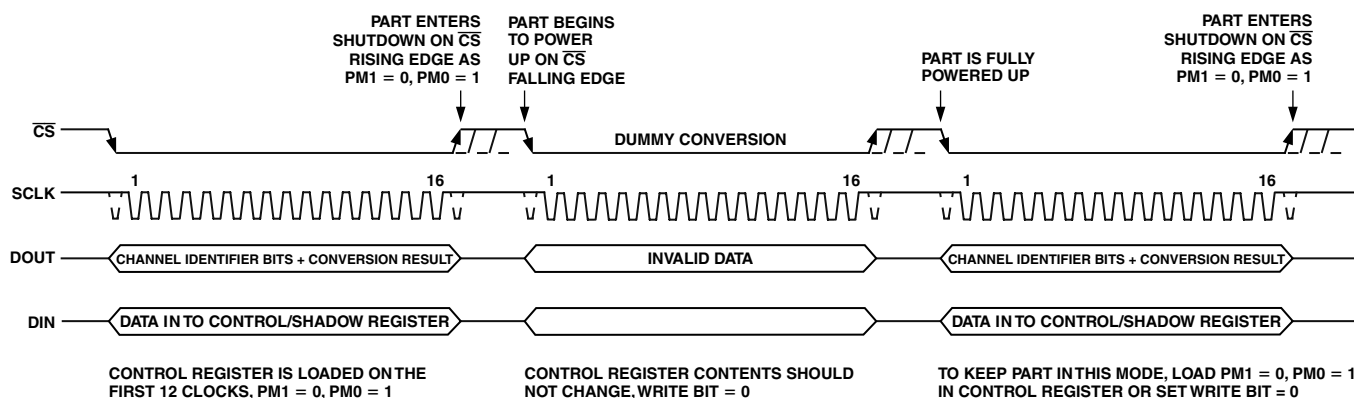 PART ENTERS
SHUTDOWN ON C̅S̅
RISING EDGE AS
PM1 = 0, PM0 = 1
PART BEGINS
TO POWER
UP ON C̅S̅
FALLING EDGE
PART IS FULLY
POWERED UP
PART ENTERS
SHUTDOWN ON C̅S̅
RISING EDGE AS
PM1 = 0, PM0 = 1
C̅S̅
DUMMY CONVERSION
SCLK
1 16 1 16 1 16
DOUT
CHANNEL IDENTIFIER BITS + CONVERSION RESULT
INVALID DATA
CHANNEL IDENTIFIER BITS + CONVERSION RESULT
DIN
DATA IN TO CONTROL/SHADOW REGISTER
DATA IN TO CONTROL/SHADOW REGISTER
CONTROL REGISTER IS LOADED ON THE
FIRST 12 CLOCKS, PM1 = 0, PM0 = 1
CONTROL REGISTER CONTENTS SHOULD
NOT CHANGE, WRITE BIT = 0
TO KEEP PART IN THIS MODE, LOAD PM1 = 0, PM0 = 1
IN CONTROL REGISTER OR SET WRITE BIT = 0